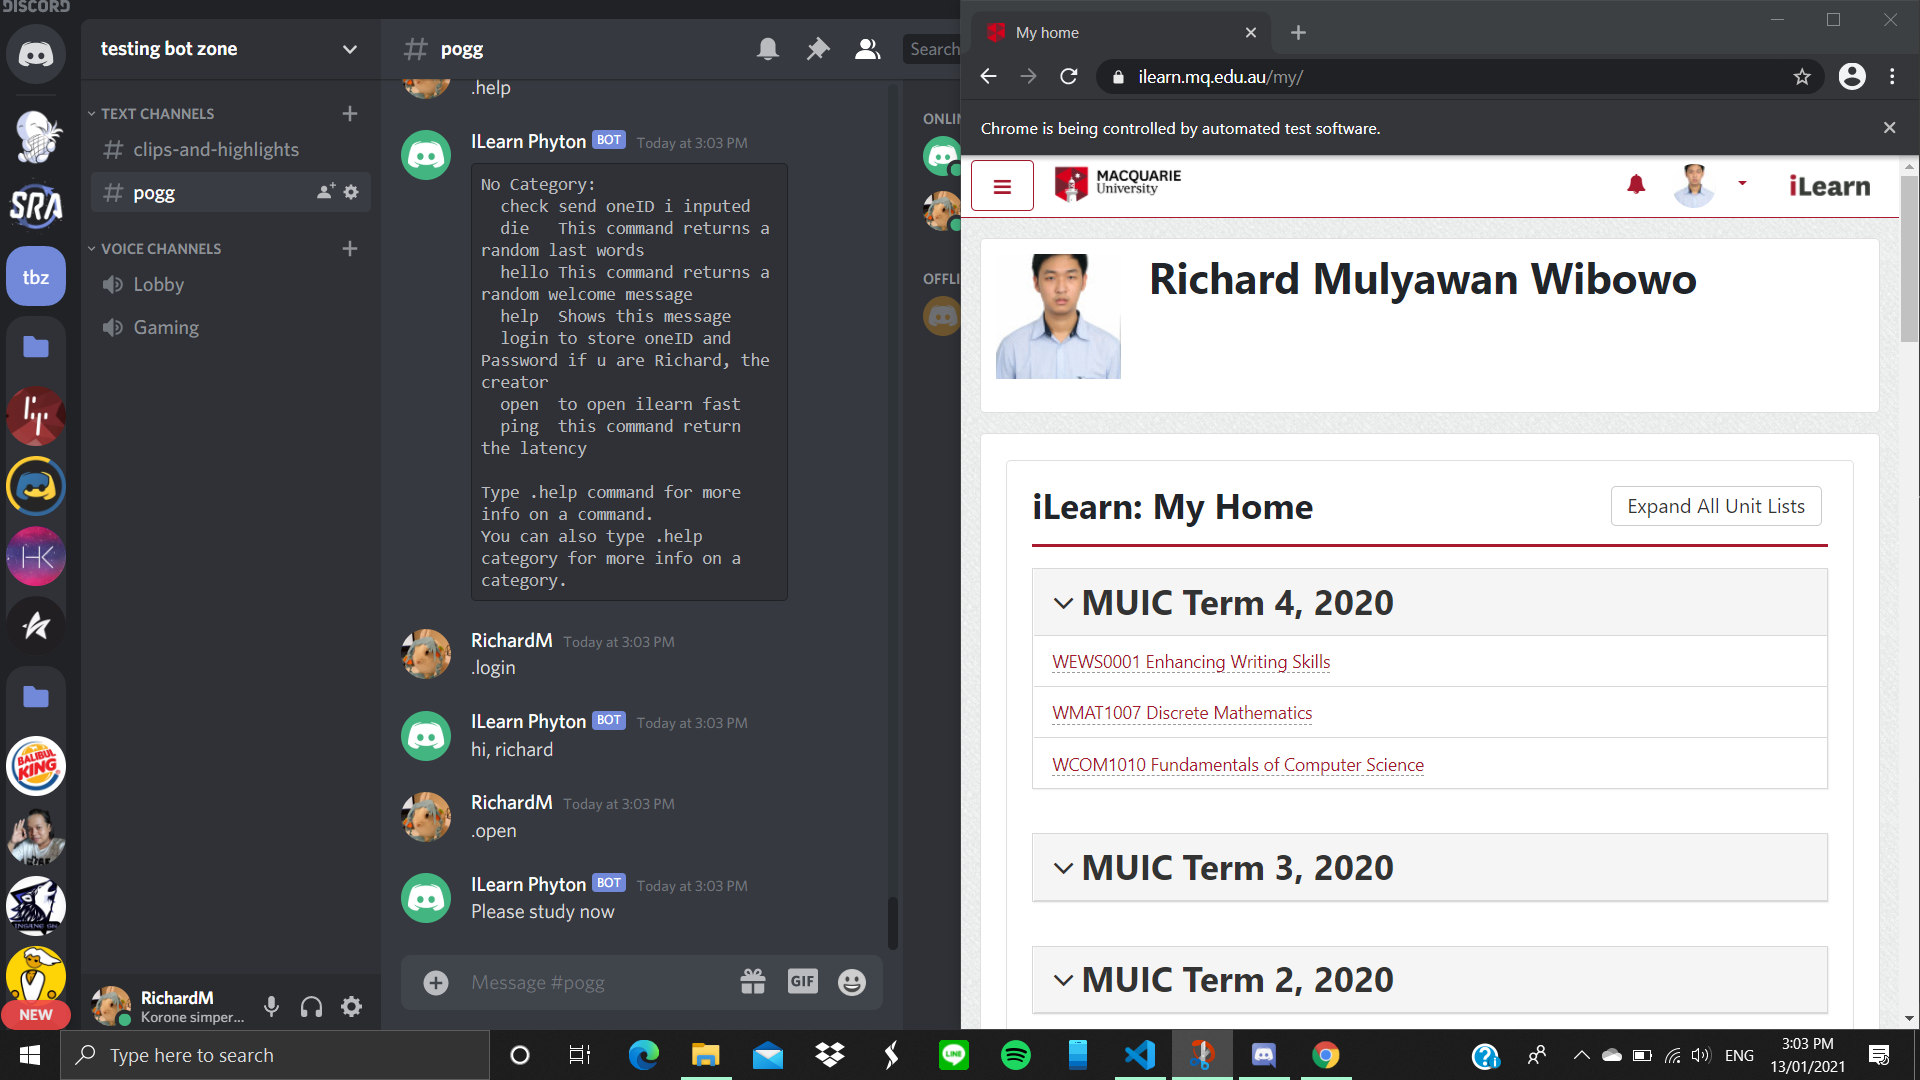 DISCORD
testing bot zone
TEXT CHANNELS
clips-and-highlights
pogg
VOICE CHANNELS
Lobby
Gaming
SRA
tbz
HK
BALIBUL
KING
NEW
RichardM
Korone simper...
# pogg
Search
.help
ILearn Phyton BOT Today at 3:03 PM
No Category:
check send oneID i inputed
die This command returns a
random last words
hello This command returns a
random welcome message
help Shows this message
login to store oneID and
Password if u are Richard, the
creator
open to open ilearn fast
ping this command return
the latency
Type .help command for more
info on a command.
You can also type .help
category for more info on a
category.
RichardM Today at 3:03 PM
.login
ILearn Phyton BOT Today at 3:03 PM
hi, richard
RichardM Today at 3:03 PM
.open
ILearn Phyton BOT Today at 3:03 PM
Please study now
Message #pogg
GIF
ONLIN
OFFLI
My home
ilearn.mq.edu.au/my/
Chrome is being controlled by automated test software.
MACQUARIE
University
iLearn
Richard Mulyawan Wibowo
iLearn: My Home
Expand All Unit Lists
MUIC Term 4, 2020
WEWS0001 Enhancing Writing Skills
WMAT1007 Discrete Mathematics
WCOM1010 Fundamentals of Computer Science
MUIC Term 3, 2020
MUIC Term 2, 2020
Type here to search
LINE
ENG
3:03 PM
13/01/2021